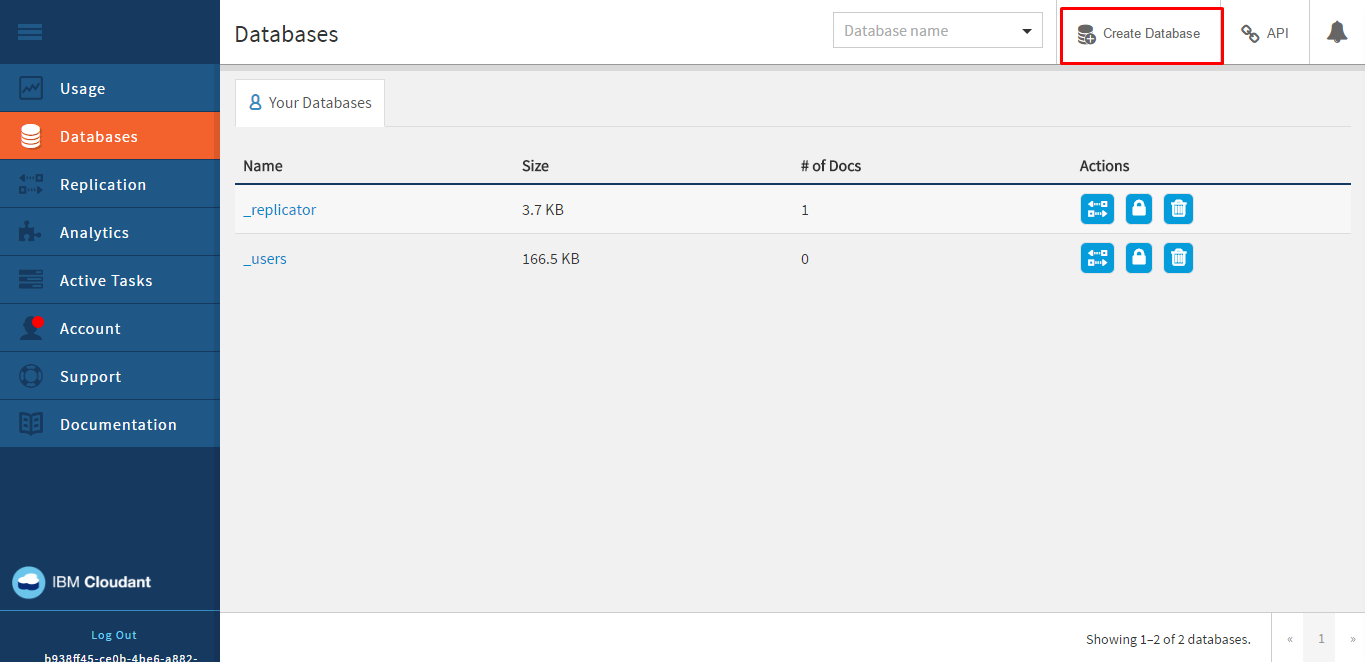 Databases
Database name
Create Database
API
Usage
Databases
Replication
Analytics
Active Tasks
Account
Support
Documentation
IBM Cloudant
Log Out
b938ff45-ce0b-4be6-a882-
Your Databases
Name Size # of Docs Actions
_replicator 3.7 KB 1
_users 166.5 KB 0
Showing 1–2 of 2 databases.
« 1 »